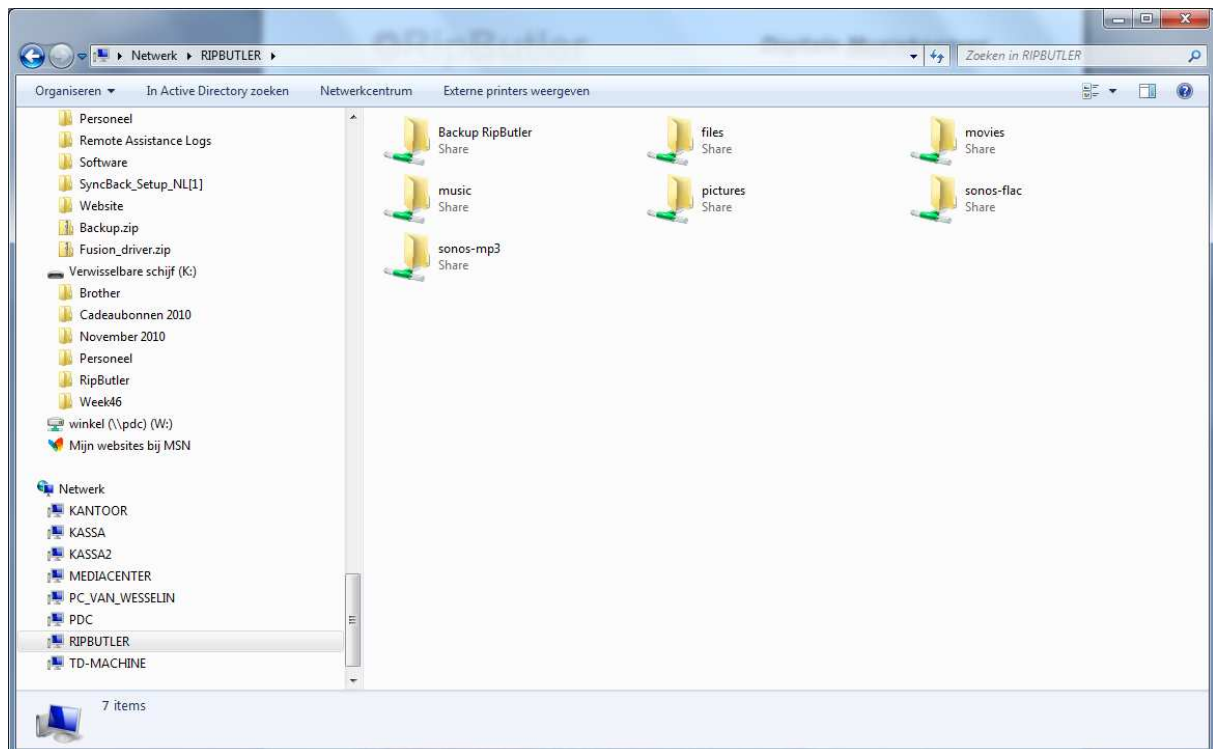 Netwerk ▸ RIPBUTLER ▸
Zoeken in RIPBUTLER
Organiseren
In Active Directory zoeken
Netwerkcentrum
Externe printers weergeven
Personeel
Remote Assistance Logs
Software
SyncBack_Setup_NL[1]
Website
Backup.zip
Fusion_driver.zip
Verwisselbare schijf (K:)
Brother
Cadeaubonnen 2010
November 2010
Personeel
RipButler
Week46
winkel (\\pdc) (W:)
Mijn websites bij MSN
Netwerk
KANTOOR
KASSA
KASSA2
MEDIACENTER
PC_VAN_WESSELIN
PDC
RIPBUTLER
TD-MACHINE
Backup RipButler
Share
files
Share
movies
Share
music
Share
pictures
Share
sonos-flac
Share
sonos-mp3
Share
7 items